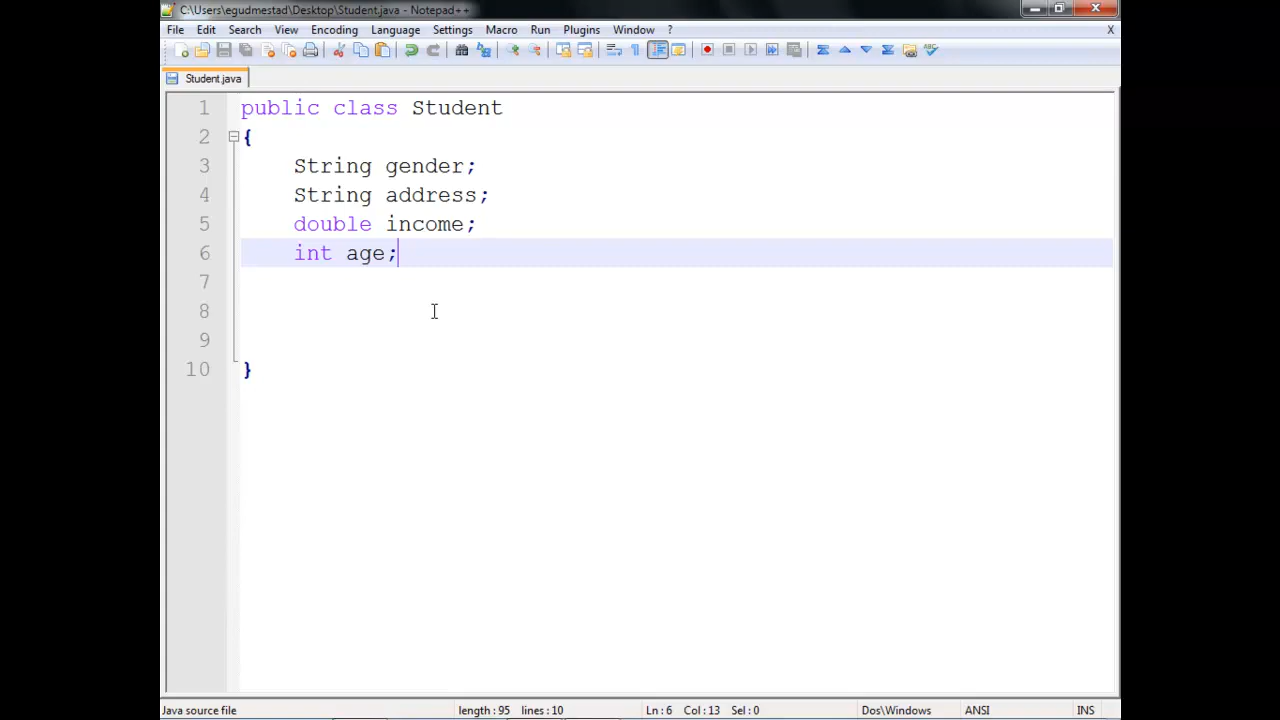 C:\Users\egudmestad\Desktop\Student.java - Notepad++
File Edit Search View Encoding Language Settings Macro Run Plugins Window ? X
Student.java
1 public class Student
2 {
3 String gender;
4 String address;
5 double income;
6 int age;
7
8
9
10 }
Java source file length:95 lines:10 Ln:6 Col:13 Sel:0 Dos\Windows ANSI INS